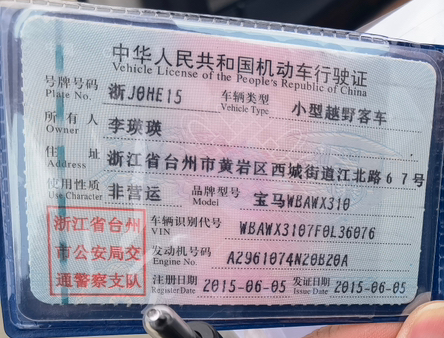 中华人民共和国机动车行驶证
Vehicle License of the People's Republic of China
号牌号码 Plate No. 浙J0HE15 车辆类型 Vehicle Type 小型越野客车
所有人 Owner 李瑛瑛
住址 Address 浙江省台州市黄岩区西城街道江北路67号
使用性质 Use Character 非营运 品牌型号 Model 宝马WBAWX310
浙江省台州
市公安局交
通警察支队
车辆识别代号 VIN WBAWX3107F0L36076
发动机号码 Engine No. A2961074N20B20A
注册日期 Register Date 2015-06-05 发证日期 Issue Date 2015-06-05